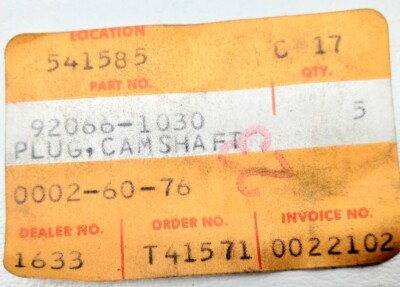 LOCATION
541585 C 17
PART NO. QTY.
92066-1030 5
PLUG, CAMSHAFT
23
0002-60-76
DEALER NO. ORDER NO. INVOICE NO.
1633 T41571 0022102